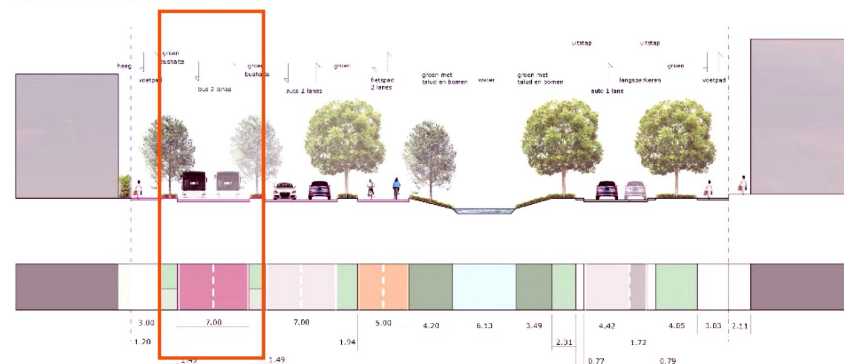 uitstap
uitstap
groen
bushalte
haag
voetpad
groen
bushalte
bus 2 lanes
groen
auto 2 lanes
fietspad
2 lanes
groen met
talud en bomen
water
groen met
talud en bomen
auto 1 lane
langsparkeren
groen
voetpad
3.00
7.00
7.00
5.00
4.20
6.13
3.49
4.42
4.05
3.03
2.11
1.20
1.94
2.31
1.72
1.49
0.77
0.79